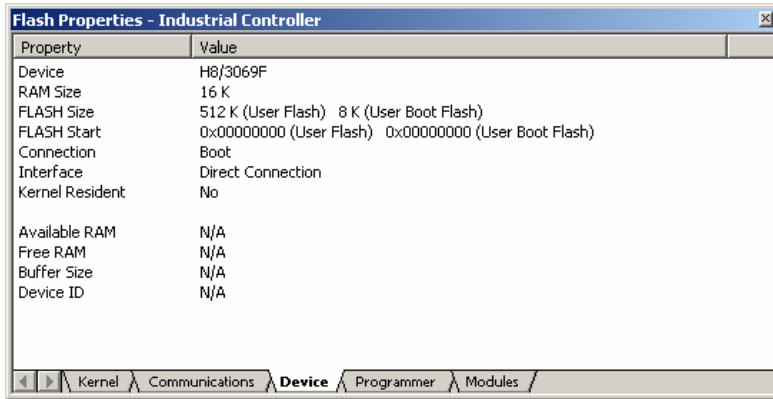 Flash Properties - Industrial Controller
Property Value
Device H8/3069F
RAM Size 16 K
FLASH Size 512 K (User Flash) 8 K (User Boot Flash)
FLASH Start 0x00000000 (User Flash) 0x00000000 (User Boot Flash)
Connection Boot
Interface Direct Connection
Kernel Resident No
Available RAM N/A
Free RAM N/A
Buffer Size N/A
Device ID N/A
Kernel Communications Device Programmer Modules